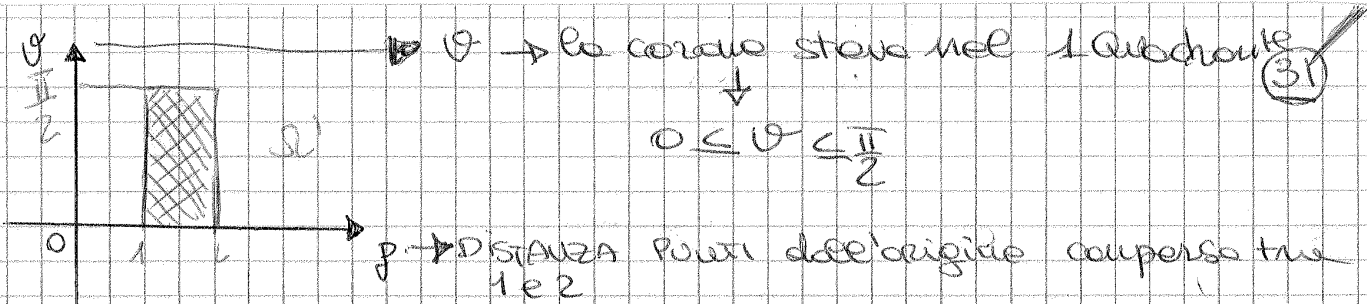 ϑ → la corona stava nel 1 Quadrante
31
π/2
0 ≤ ϑ ≤ π/2
Ω'
0 1 2 ρ → DISTANZA PUNTI dall'origine compresa tra
1 e 2